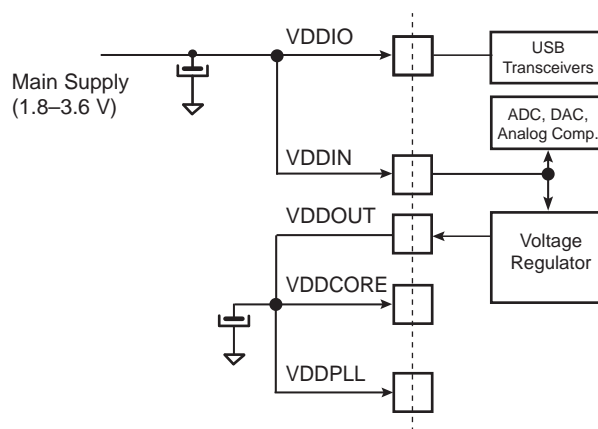 VDDIO
USB
Transceivers
Main Supply
(1.8–3.6 V)
ADC, DAC,
Analog Comp.
VDDIN
VDDOUT
Voltage
Regulator
VDDCORE
VDDPLL